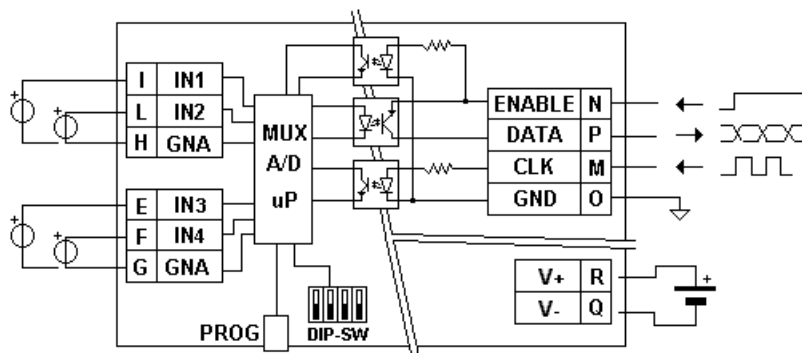 I IN1
L IN2
H GNA
E IN3
F IN4
G GNA
MUX
A/D
uP
PROG
DIP-SW
ENABLE N
DATA P
CLK M
GND O
V+ R
V- Q
+
+
+
+
+